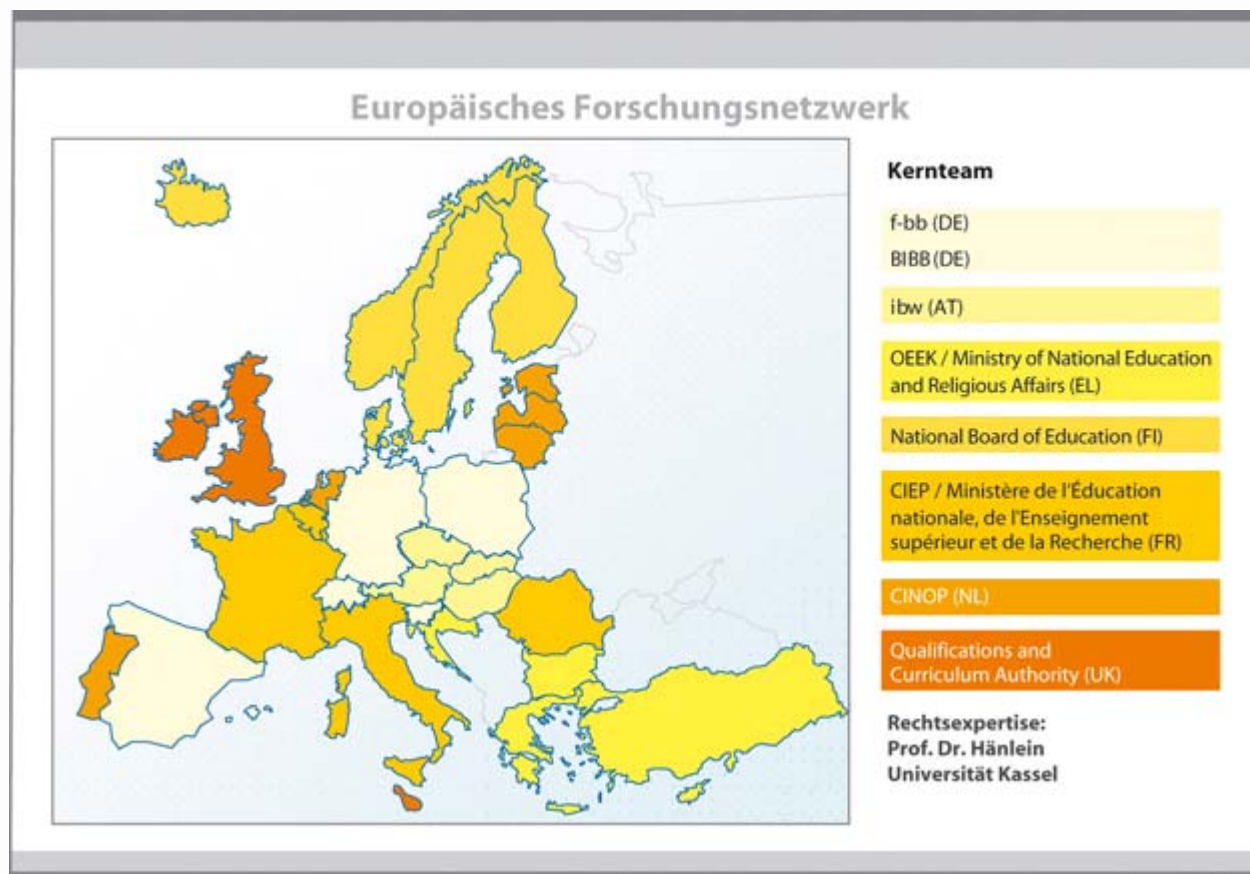 Europäisches Forschungsnetzwerk
Kernteam
f-bb (DE)
BIBB (DE)
ibw (AT)
OEEK / Ministry of National Education
and Religious Affairs (EL)
National Board of Education (FI)
CIEP / Ministère de l'Éducation
nationale, de l'Enseignement
supérieur et de la Recherche (FR)
CINOP (NL)
Qualifications and
Curriculum Authority (UK)
Rechtsexpertise:
Prof. Dr. Hänlein
Universität Kassel